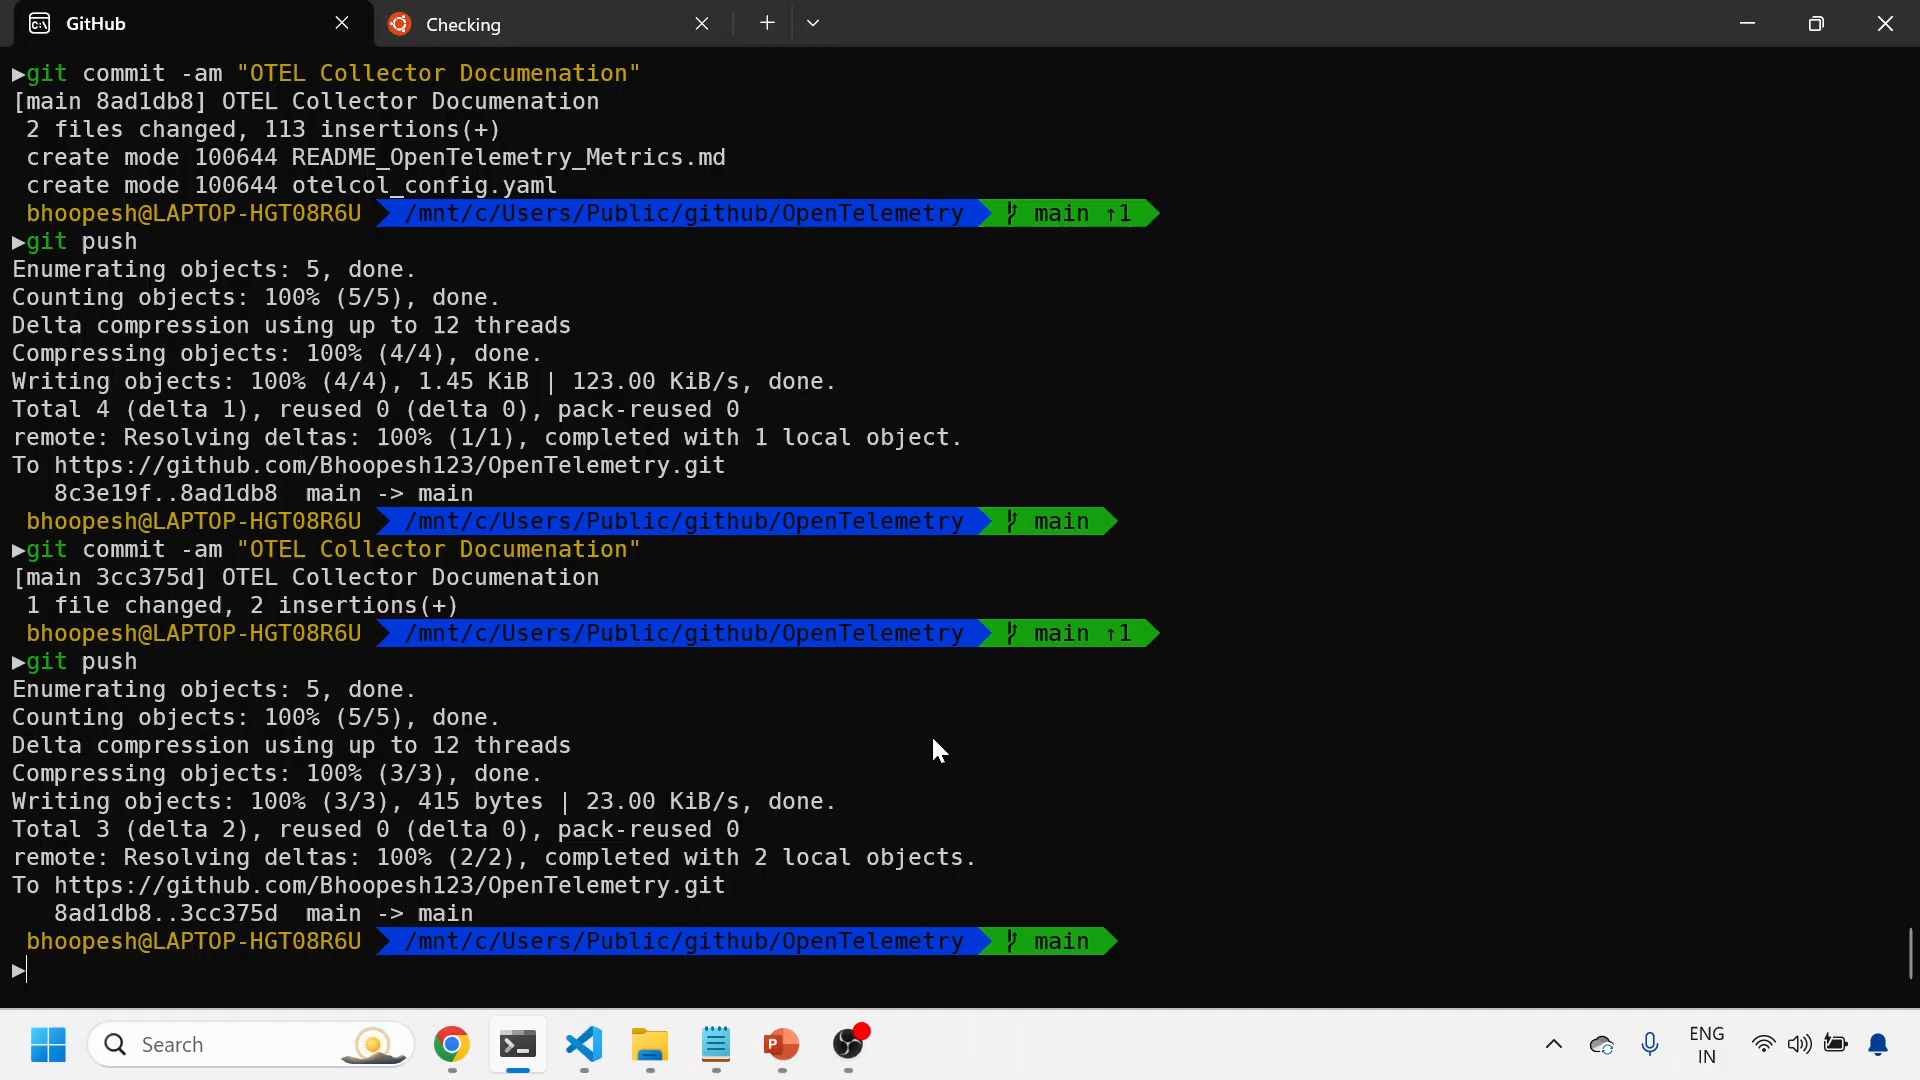 GitHub
Checking
▶git commit -am "OTEL Collector Documenation"
[main 8ad1db8] OTEL Collector Documenation
2 files changed, 113 insertions(+)
create mode 100644 README_OpenTelemetry_Metrics.md
create mode 100644 otelcol_config.yaml
bhoopesh@LAPTOP-HGT08R6U /mnt/c/Users/Public/github/OpenTelemetry main ↑1
▶git push
Enumerating objects: 5, done.
Counting objects: 100% (5/5), done.
Delta compression using up to 12 threads
Compressing objects: 100% (4/4), done.
Writing objects: 100% (4/4), 1.45 KiB | 123.00 KiB/s, done.
Total 4 (delta 1), reused 0 (delta 0), pack-reused 0
remote: Resolving deltas: 100% (1/1), completed with 1 local object.
To https://github.com/Bhoopesh123/OpenTelemetry.git
8c3e19f..8ad1db8 main -> main
bhoopesh@LAPTOP-HGT08R6U /mnt/c/Users/Public/github/OpenTelemetry main
▶git commit -am "OTEL Collector Documenation"
[main 3cc375d] OTEL Collector Documenation
1 file changed, 2 insertions(+)
bhoopesh@LAPTOP-HGT08R6U /mnt/c/Users/Public/github/OpenTelemetry main ↑1
▶git push
Enumerating objects: 5, done.
Counting objects: 100% (5/5), done.
Delta compression using up to 12 threads
Compressing objects: 100% (3/3), done.
Writing objects: 100% (3/3), 415 bytes | 23.00 KiB/s, done.
Total 3 (delta 2), reused 0 (delta 0), pack-reused 0
remote: Resolving deltas: 100% (2/2), completed with 2 local objects.
To https://github.com/Bhoopesh123/OpenTelemetry.git
8ad1db8..3cc375d main -> main
bhoopesh@LAPTOP-HGT08R6U /mnt/c/Users/Public/github/OpenTelemetry main
▶
Search
ENG
IN